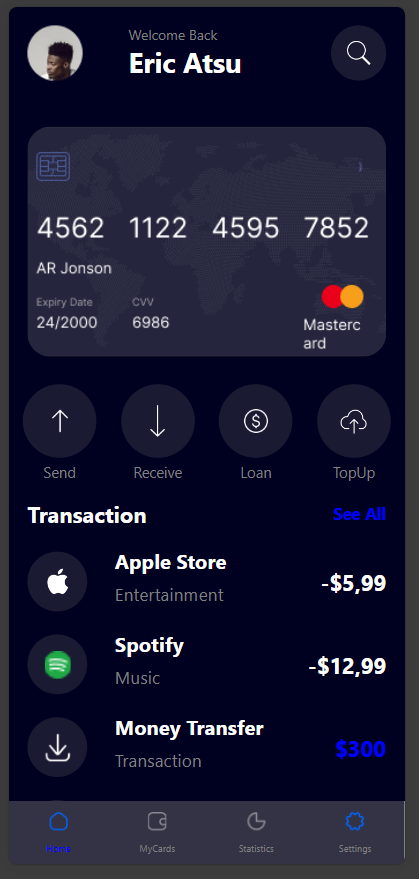 Welcome Back
Eric Atsu
4562 1122 4595 7852
AR Jonson
Expiry Date CVV
24/2000 6986
Masterc
ard
Send Receive Loan TopUp
Transaction See All
Apple Store
Entertainment
-$5,99
Spotify
Music
-$12,99
Money Transfer
Transaction
$300
Home MyCards Statistics Settings